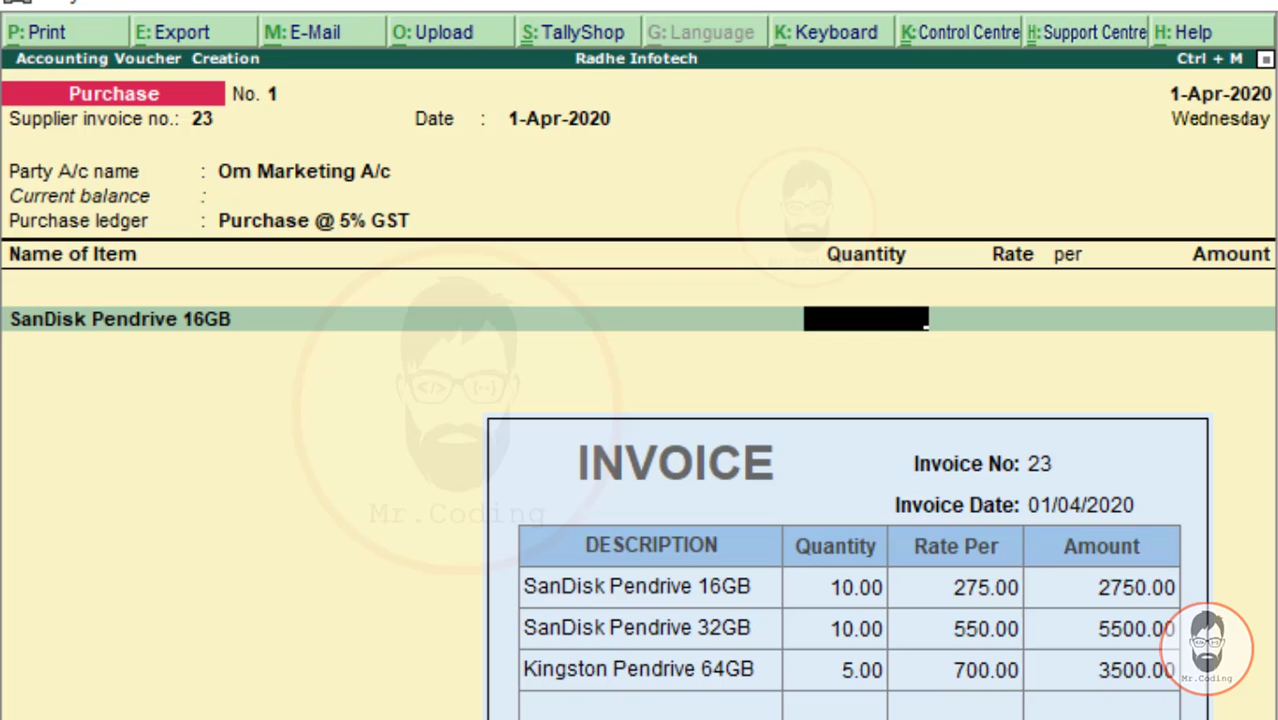 P: Print E: Export M: E-Mail O: Upload S: TallyShop G: Language K: Keyboard K: Control Centre H: Support Centre H: Help
Accounting Voucher Creation Radhe Infotech Ctrl + M
Purchase No. 1 1-Apr-2020
Supplier invoice no.: 23 Date : 1-Apr-2020 Wednesday
Party A/c name : Om Marketing A/c
Current balance :
Purchase ledger : Purchase @ 5% GST
Name of Item Quantity Rate per Amount
SanDisk Pendrive 16GB
INVOICE Invoice No: 23
Mr.Coding
Invoice Date: 01/04/2020
DESCRIPTION Quantity Rate Per Amount
SanDisk Pendrive 16GB 10.00 275.00 2750.00
SanDisk Pendrive 32GB 10.00 550.00 5500.00
Kingston Pendrive 64GB 5.00 700.00 3500.00
Mr.Coding